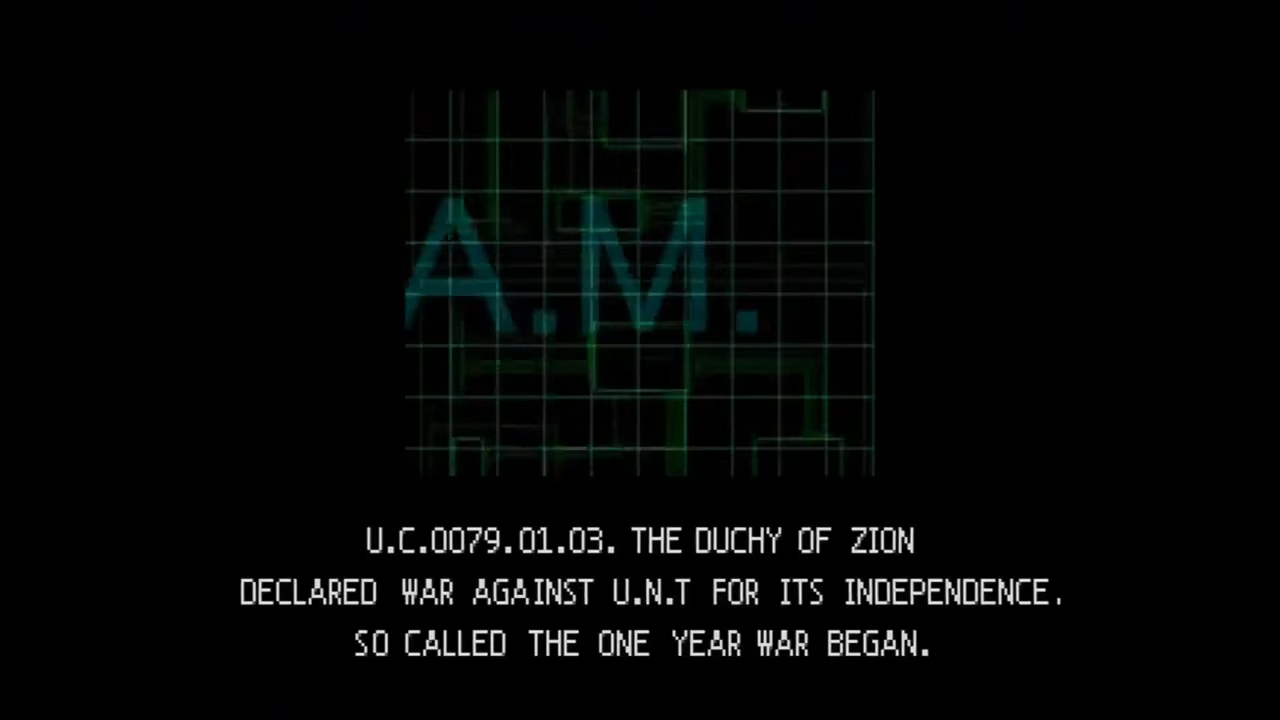 A.M.
U.C.0079.01.03. THE DUCHY OF ZION
DECLARED WAR AGAINST U.N.T FOR ITS INDEPENDENCE.
SO CALLED THE ONE YEAR WAR BEGAN.